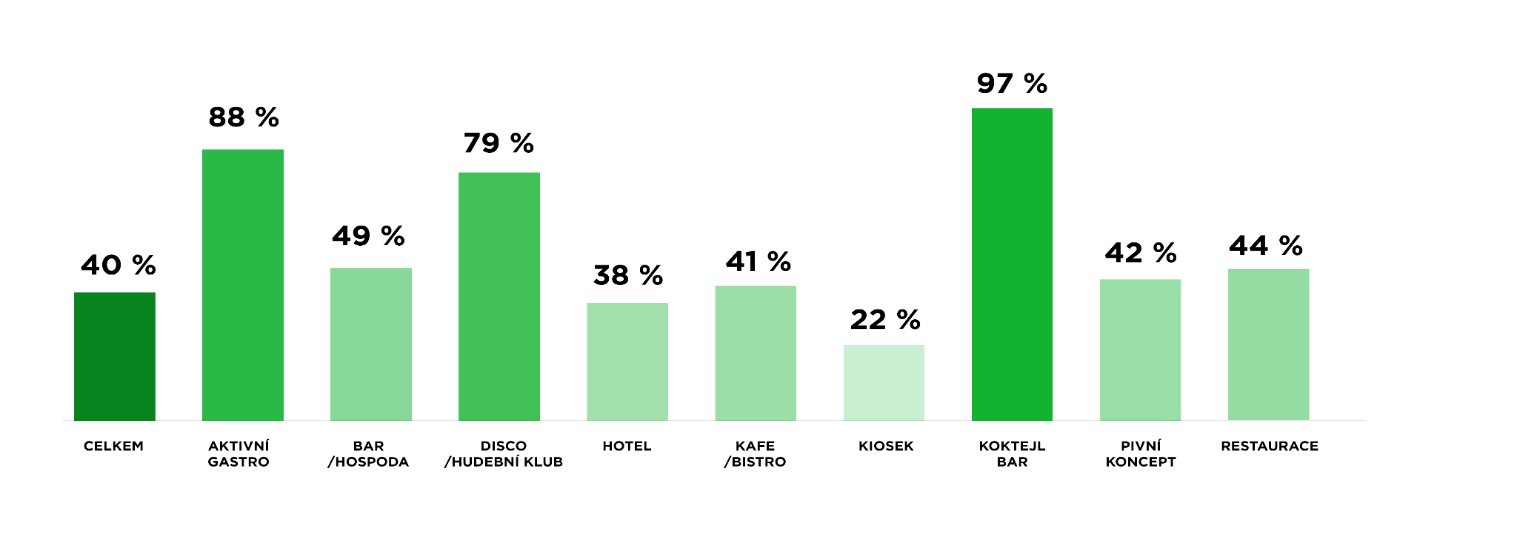 97 %
88 %
79 %
49 %
44 %
42 %
41 %
40 %
38 %
22 %
CELKEM
AKTIVNÍ
GASTRO
BAR
/HOSPODA
DISCO
/HUDEBNÍ KLUB
HOTEL
KAFE
/BISTRO
KIOSEK
KOKTEJL
BAR
PIVNÍ
KONCEPT
RESTAURACE